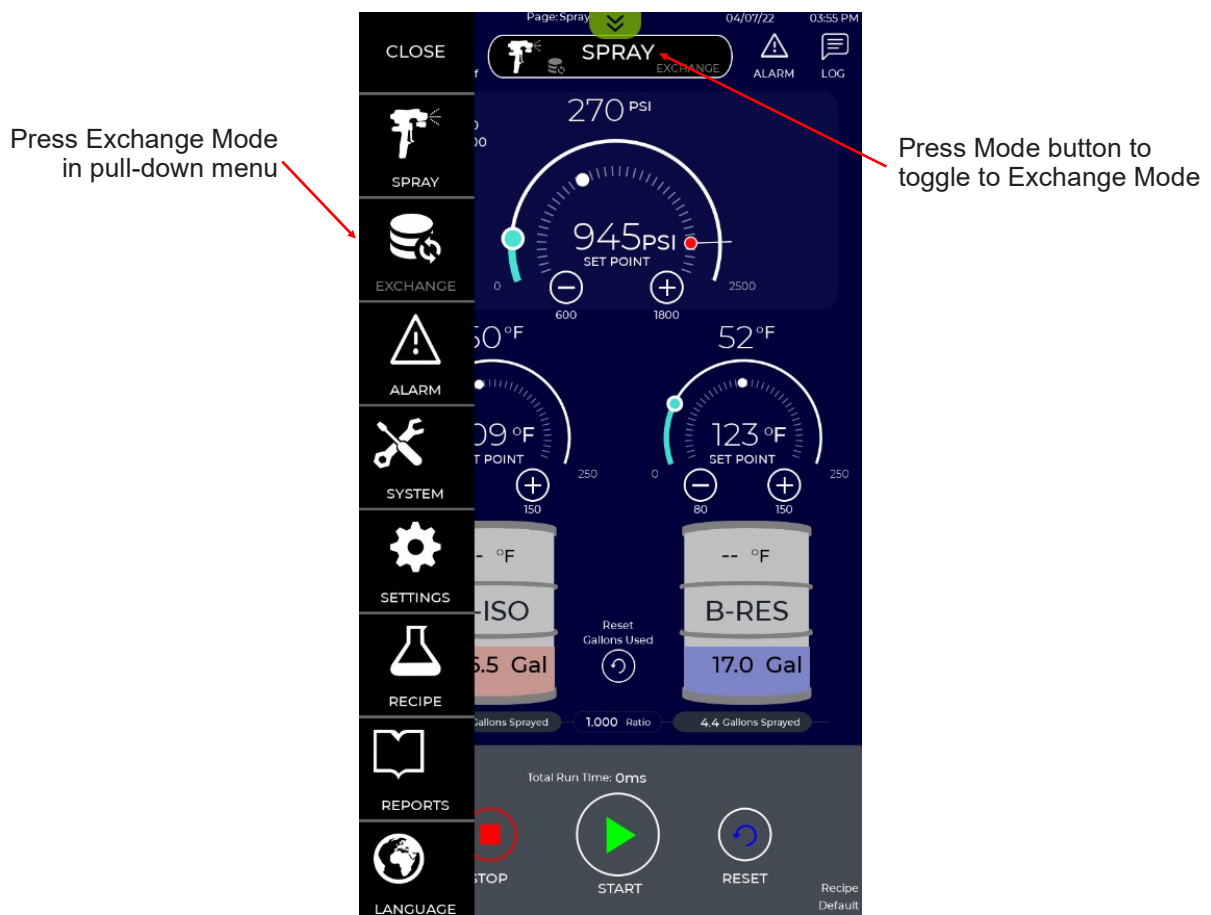 Page: Spray
04/07/22
03:55 PM
CLOSE
SPRAY
EXCHANGE
ALARM
LOG
f
Press Exchange Mode
in pull-down menu
Press Mode button to
toggle to Exchange Mode
SPRAY
EXCHANGE
ALARM
SYSTEM
SETTINGS
RECIPE
REPORTS
LANGUAGE
270 PSI
00
945 PSI
SET POINT
0
2500
600
1800
52 °F
09 °F
T POINT
250
150
123 °F
SET POINT
0
250
80
150
- °F
-- °F
-ISO
B-RES
Reset
Gallons Used
.5 Gal
17.0 Gal
Gallons Sprayed
1.000 Ratio
4.4 Gallons Sprayed
Total Run TIme: 0ms
STOP
START
RESET
Recipe
Default